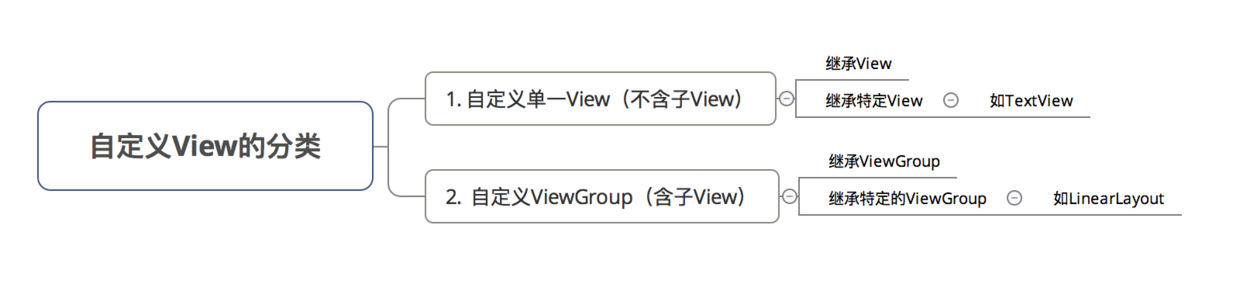 自定义View的分类
1. 自定义单一View（不含子View）
继承View
继承特定View
如TextView
2. 自定义ViewGroup（含子View）
继承ViewGroup
继承特定的ViewGroup
如LinearLayout